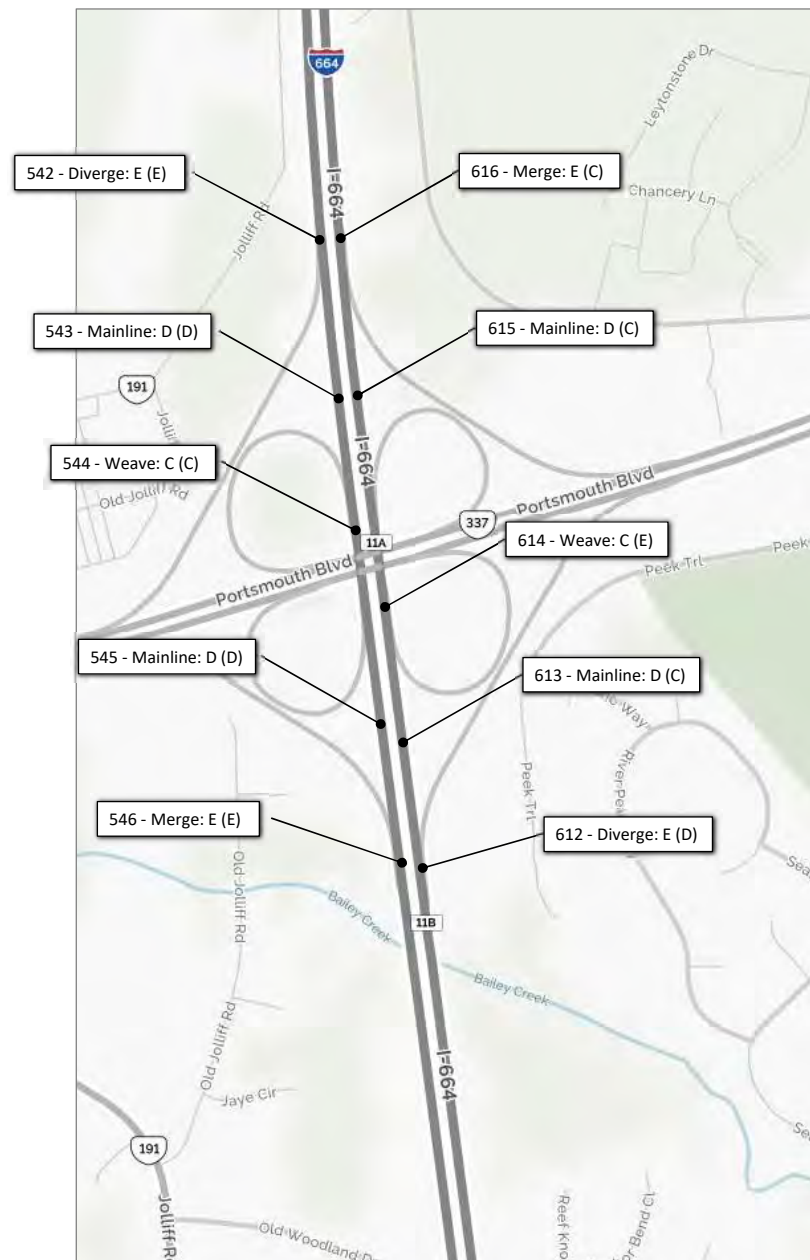 664
Leytonstone Dr
542 - Diverge: E (E)
616 - Merge: E (C)
I-664
Chancery Ln
Jolliff Rd
543 - Mainline: D (D)
615 - Mainline: D (C)
191
I-664
544 - Weave: C (C)
Old-Jolliff Rd
Portsmouth Blvd
337
11A
614 - Weave: C (E)
Portsmouth Blvd
Peek Trl
545 - Mainline: D (D)
613 - Mainline: D (C)
Peek Trl
546 - Merge: E (E)
612 - Diverge: E (D)
Old-Jolliff Rd
11B
Bailey Creek
Bailey Creek
Old-Jolliff Rd
I-664
Jaye Cir
191
Jolliff
Old Woodland
Bend